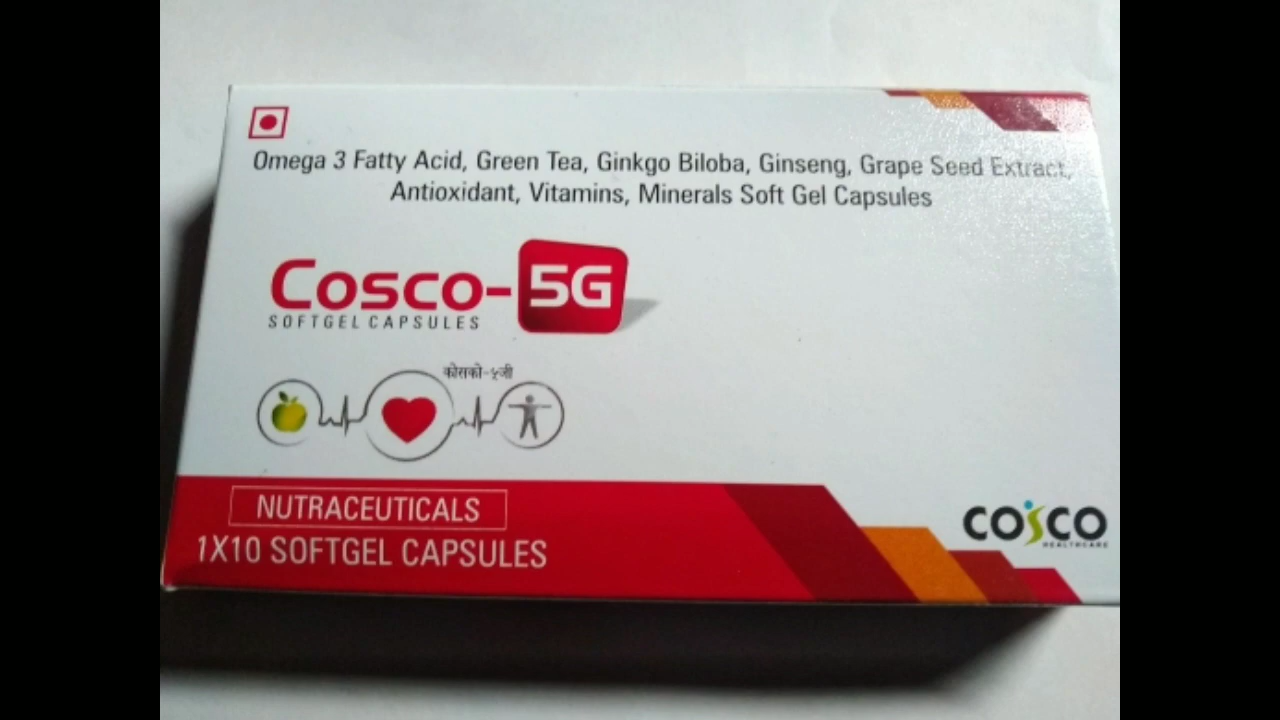 Omega 3 Fatty Acid, Green Tea, Ginkgo Biloba, Ginseng, Grape Seed Extract,
Antioxidant, Vitamins, Minerals Soft Gel Capsules
Cosco-5G
SOFTGEL CAPSULES
कोसको-५जी
NUTRACEUTICALS
1X10 SOFTGEL CAPSULES
COSCO
HEALTHCARE